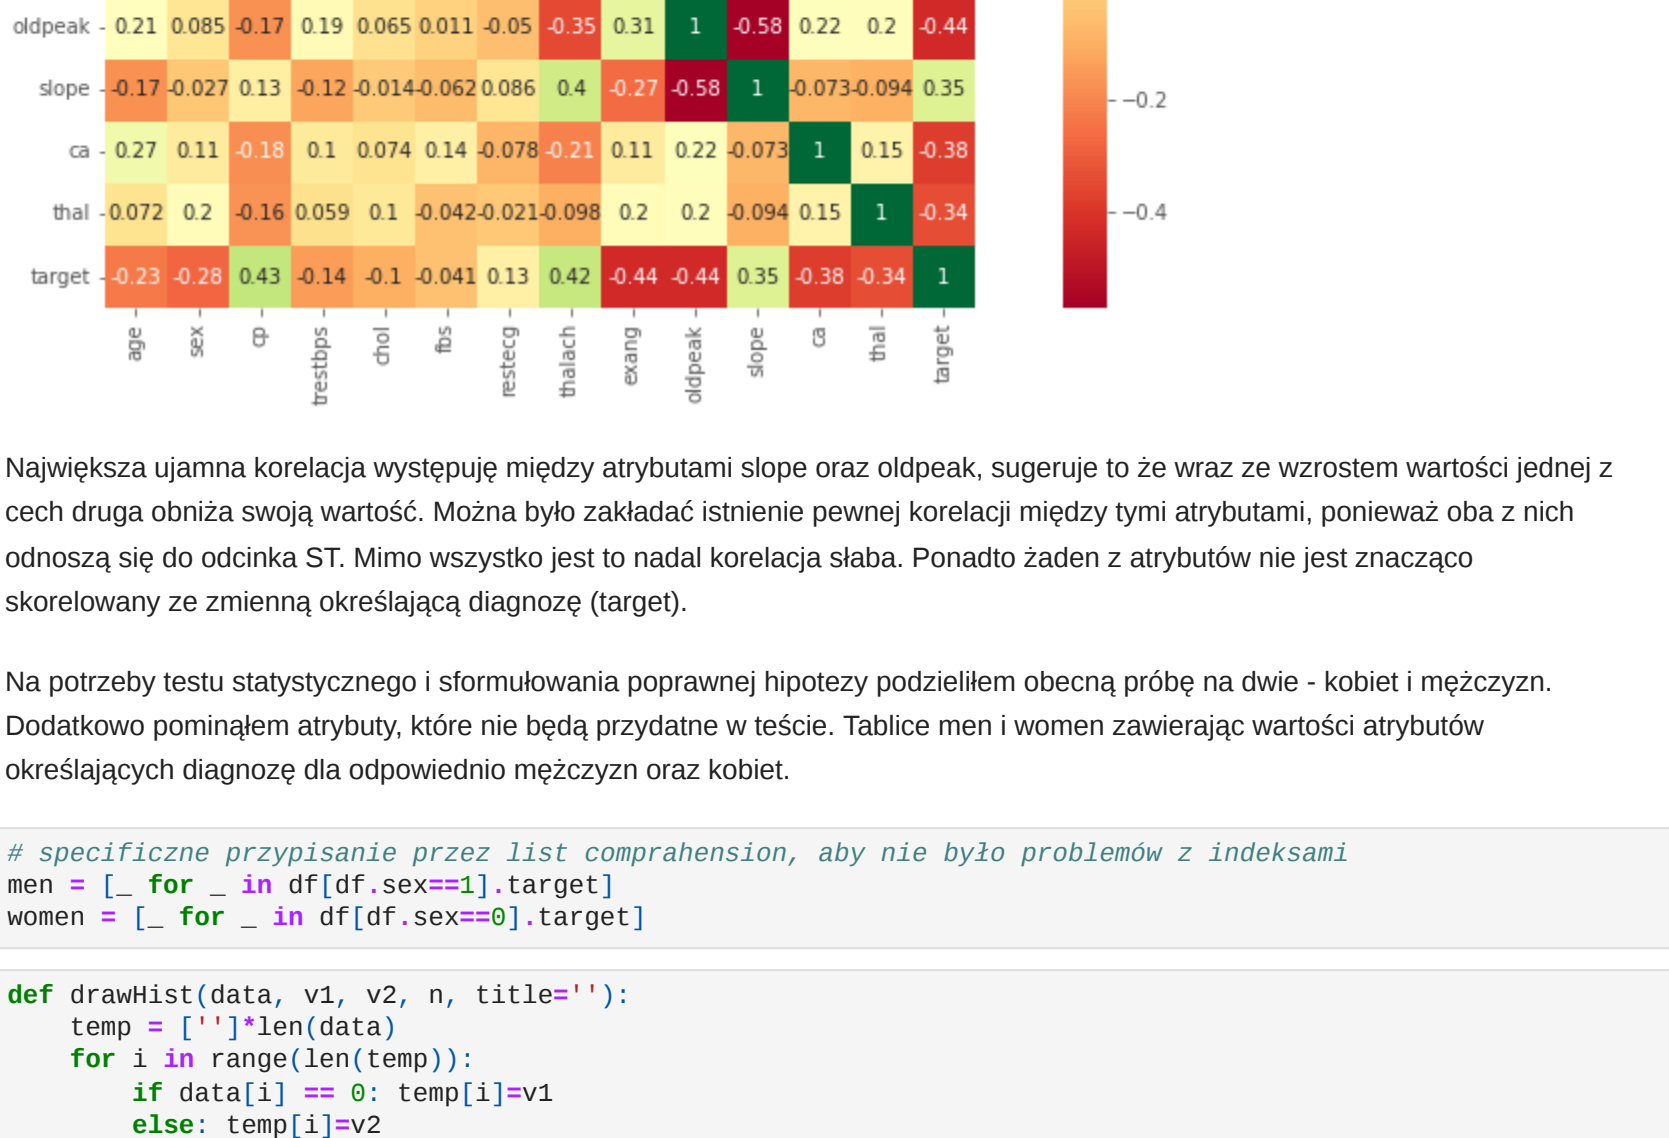 oldpeak 0.21 0.085 -0.17 0.19 0.065 0.011 -0.05 -0.35 0.31 1 -0.58 0.22 0.2 -0.44
slope -0.17 -0.027 0.13 -0.12 -0.014 -0.062 0.086 0.4 -0.27 -0.58 1 -0.073 -0.094 0.35
−0.2
ca 0.27 0.11 -0.18 0.1 0.074 0.14 -0.078 -0.21 0.11 0.22 -0.073 1 0.15 -0.38
thal 0.072 0.2 -0.16 0.059 0.1 -0.042 -0.021 -0.098 0.2 0.2 -0.094 0.15 1 -0.34
−0.4
target -0.23 -0.28 0.43 -0.14 -0.1 -0.041 0.13 0.42 -0.44 -0.44 0.35 -0.38 -0.34 1
age sex cp trestbps chol fbs restecg thalach exang oldpeak slope ca thal target
Największa ujamna korelacja występuję między atrybutami slope oraz oldpeak, sugeruje to że wraz ze wzrostem wartości jednej z
cech druga obniża swoją wartość. Można było zakładać istnienie pewnej korelacji między tymi atrybutami, ponieważ oba z nich
odnoszą się do odcinka ST. Mimo wszystko jest to nadal korelacja słaba. Ponadto żaden z atrybutów nie jest znacząco
skorelowany ze zmienną określającą diagnozę (target).
Na potrzeby testu statystycznego i sformułowania poprawnej hipotezy podzieliłem obecną próbę na dwie - kobiet i mężczyzn.
Dodatkowo pominąłem atrybuty, które nie będą przydatne w teście. Tablice men i women zawierając wartości atrybutów
określających diagnozę dla odpowiednio mężczyzn oraz kobiet.
# specificzne przypisanie przez list comprahension, aby nie było problemów z indeksami
men = [_ for _ in df[df.sex==1].target]
women = [_ for _ in df[df.sex==0].target]
def drawHist(data, v1, v2, n, title=''):
    temp = ['']*len(data)
    for i in range(len(temp)):
        if data[i] == 0: temp[i]=v1
        else: temp[i]=v2